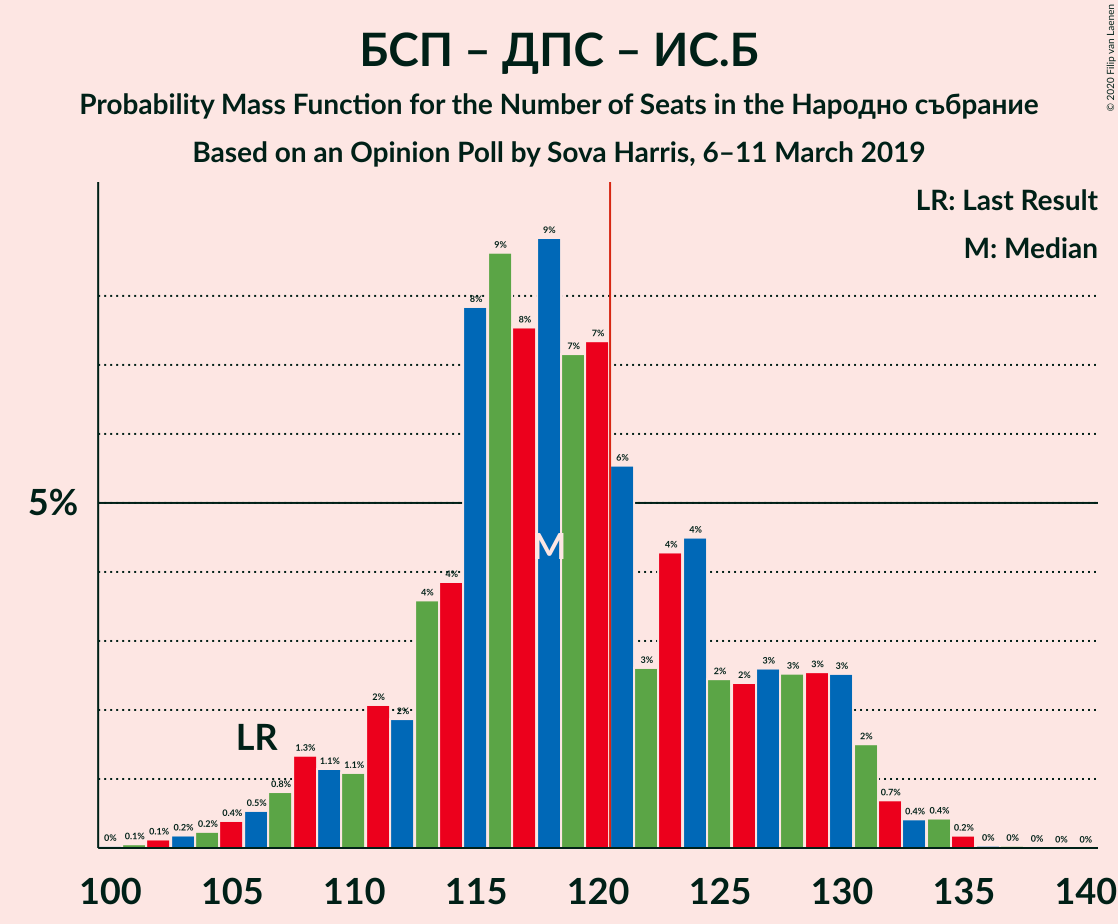 БСП – ДПС – ИС.Б
Probability Mass Function for the Number of Seats in the Народно събрание
Based on an Opinion Poll by Sova Harris, 6–11 March 2019
© 2020 Filip van Laenen
LR: Last Result
M: Median
5%
0% 0.1% 0.1% 0.2% 0.2% 0.4% 0.5% 0.8% 1.3% 1.1% 1.1% 2% 2% 4% 4% 8% 9% 8% 9% 7% 7% 6% 3% 4% 4% 2% 2% 3% 3% 3% 3% 2% 0.7% 0.4% 0.4% 0.2% 0% 0% 0% 0% 0%
M
LR
100 105 110 115 120 125 130 135 140